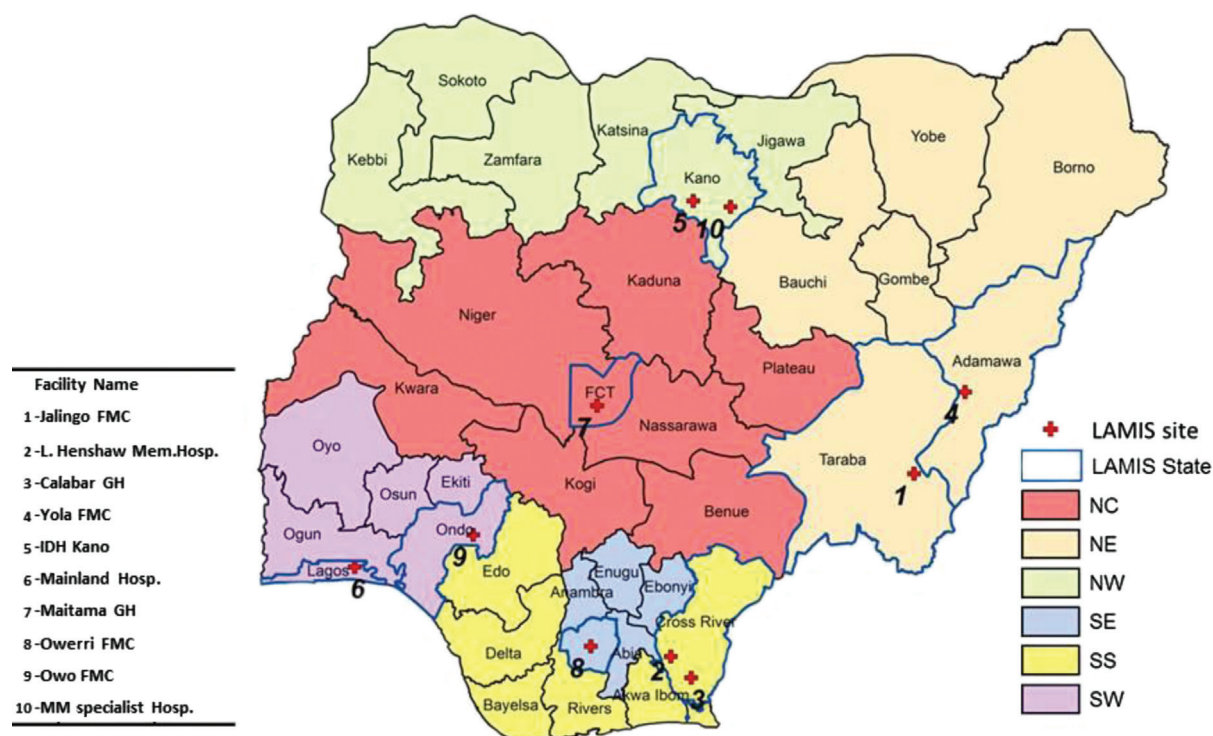 Sokoto
Katsina
Yobe
Jigawa
Kebbi
Zamfara
Borno
Kano
5 10
Kaduna
Bauchi
Gombe
Niger
Adamawa
Plateau
FCT
Kwara
4
7
Nassarawa
Oyo
Taraba
Osun
Ekiti
Kogi
1
Benue
Ogun
Ondo
9
Edo
Lagos
6
Enugu
Ebonyi
Anambra
Cross River
Delta
8
Abia
2
3
Akwa Ibom
Bayelsa
Rivers
Facility Name
1-Jalingo FMC
2-L. Henshaw Mem.Hosp.
3-Calabar GH
4-Yola FMC
5-IDH Kano
6-Mainland Hosp.
7-Maitama GH
8-Owerri FMC
9-Owo FMC
10-MM specialist Hosp.
LAMIS site
LAMIS State
NC
NE
NW
SE
SS
SW